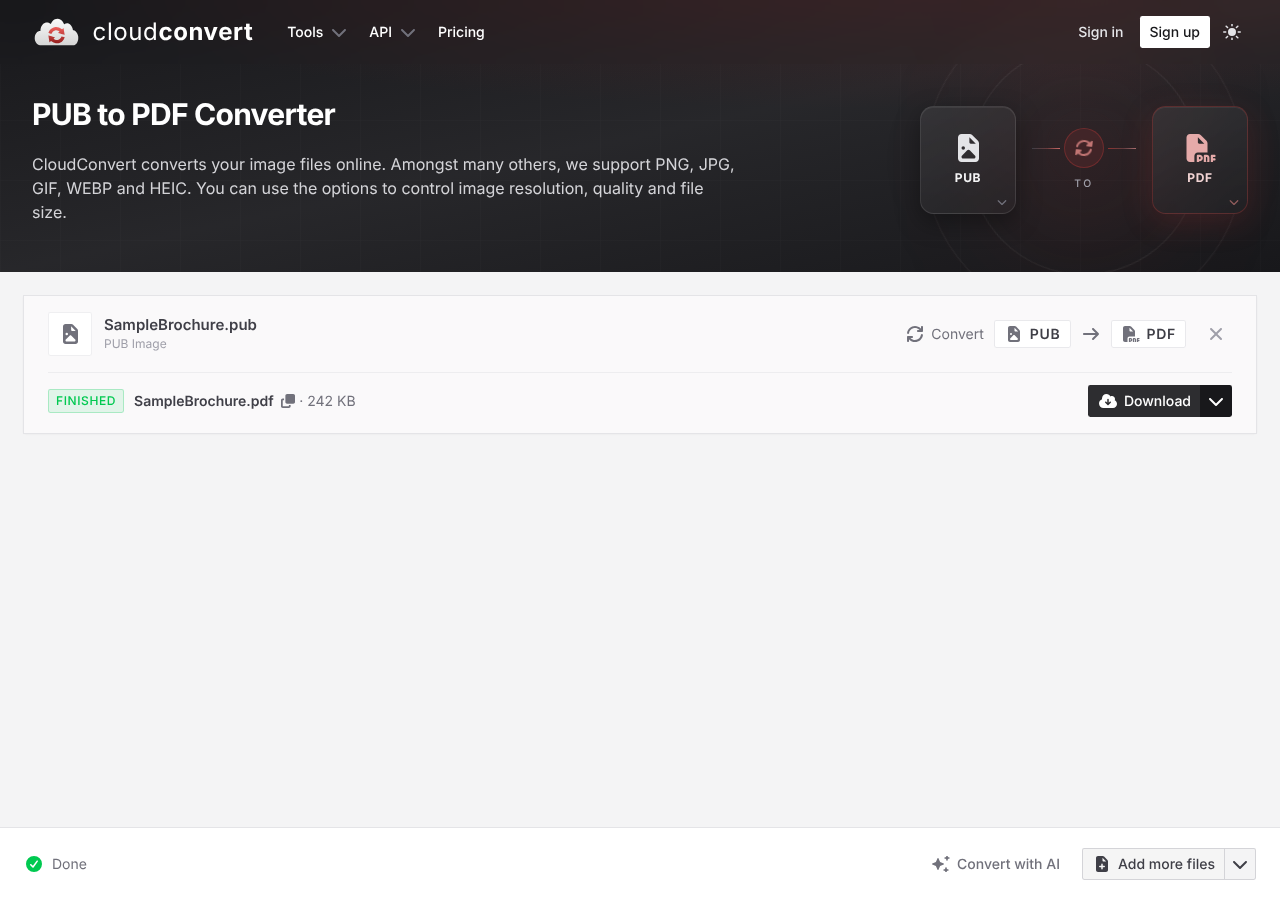 cloudconvert Tools API Pricing Sign in Sign up
PUB to PDF Converter
CloudConvert converts your image files online. Amongst many others, we support PNG, JPG,
GIF, WEBP and HEIC. You can use the options to control image resolution, quality and file
size.
PUB
TO
PDF
PDF
SampleBrochure.pub
PUB Image
Convert PUB PDF PDF
FINISHED SampleBrochure.pdf · 242 KB
Download
Done
Convert with AI
Add more files